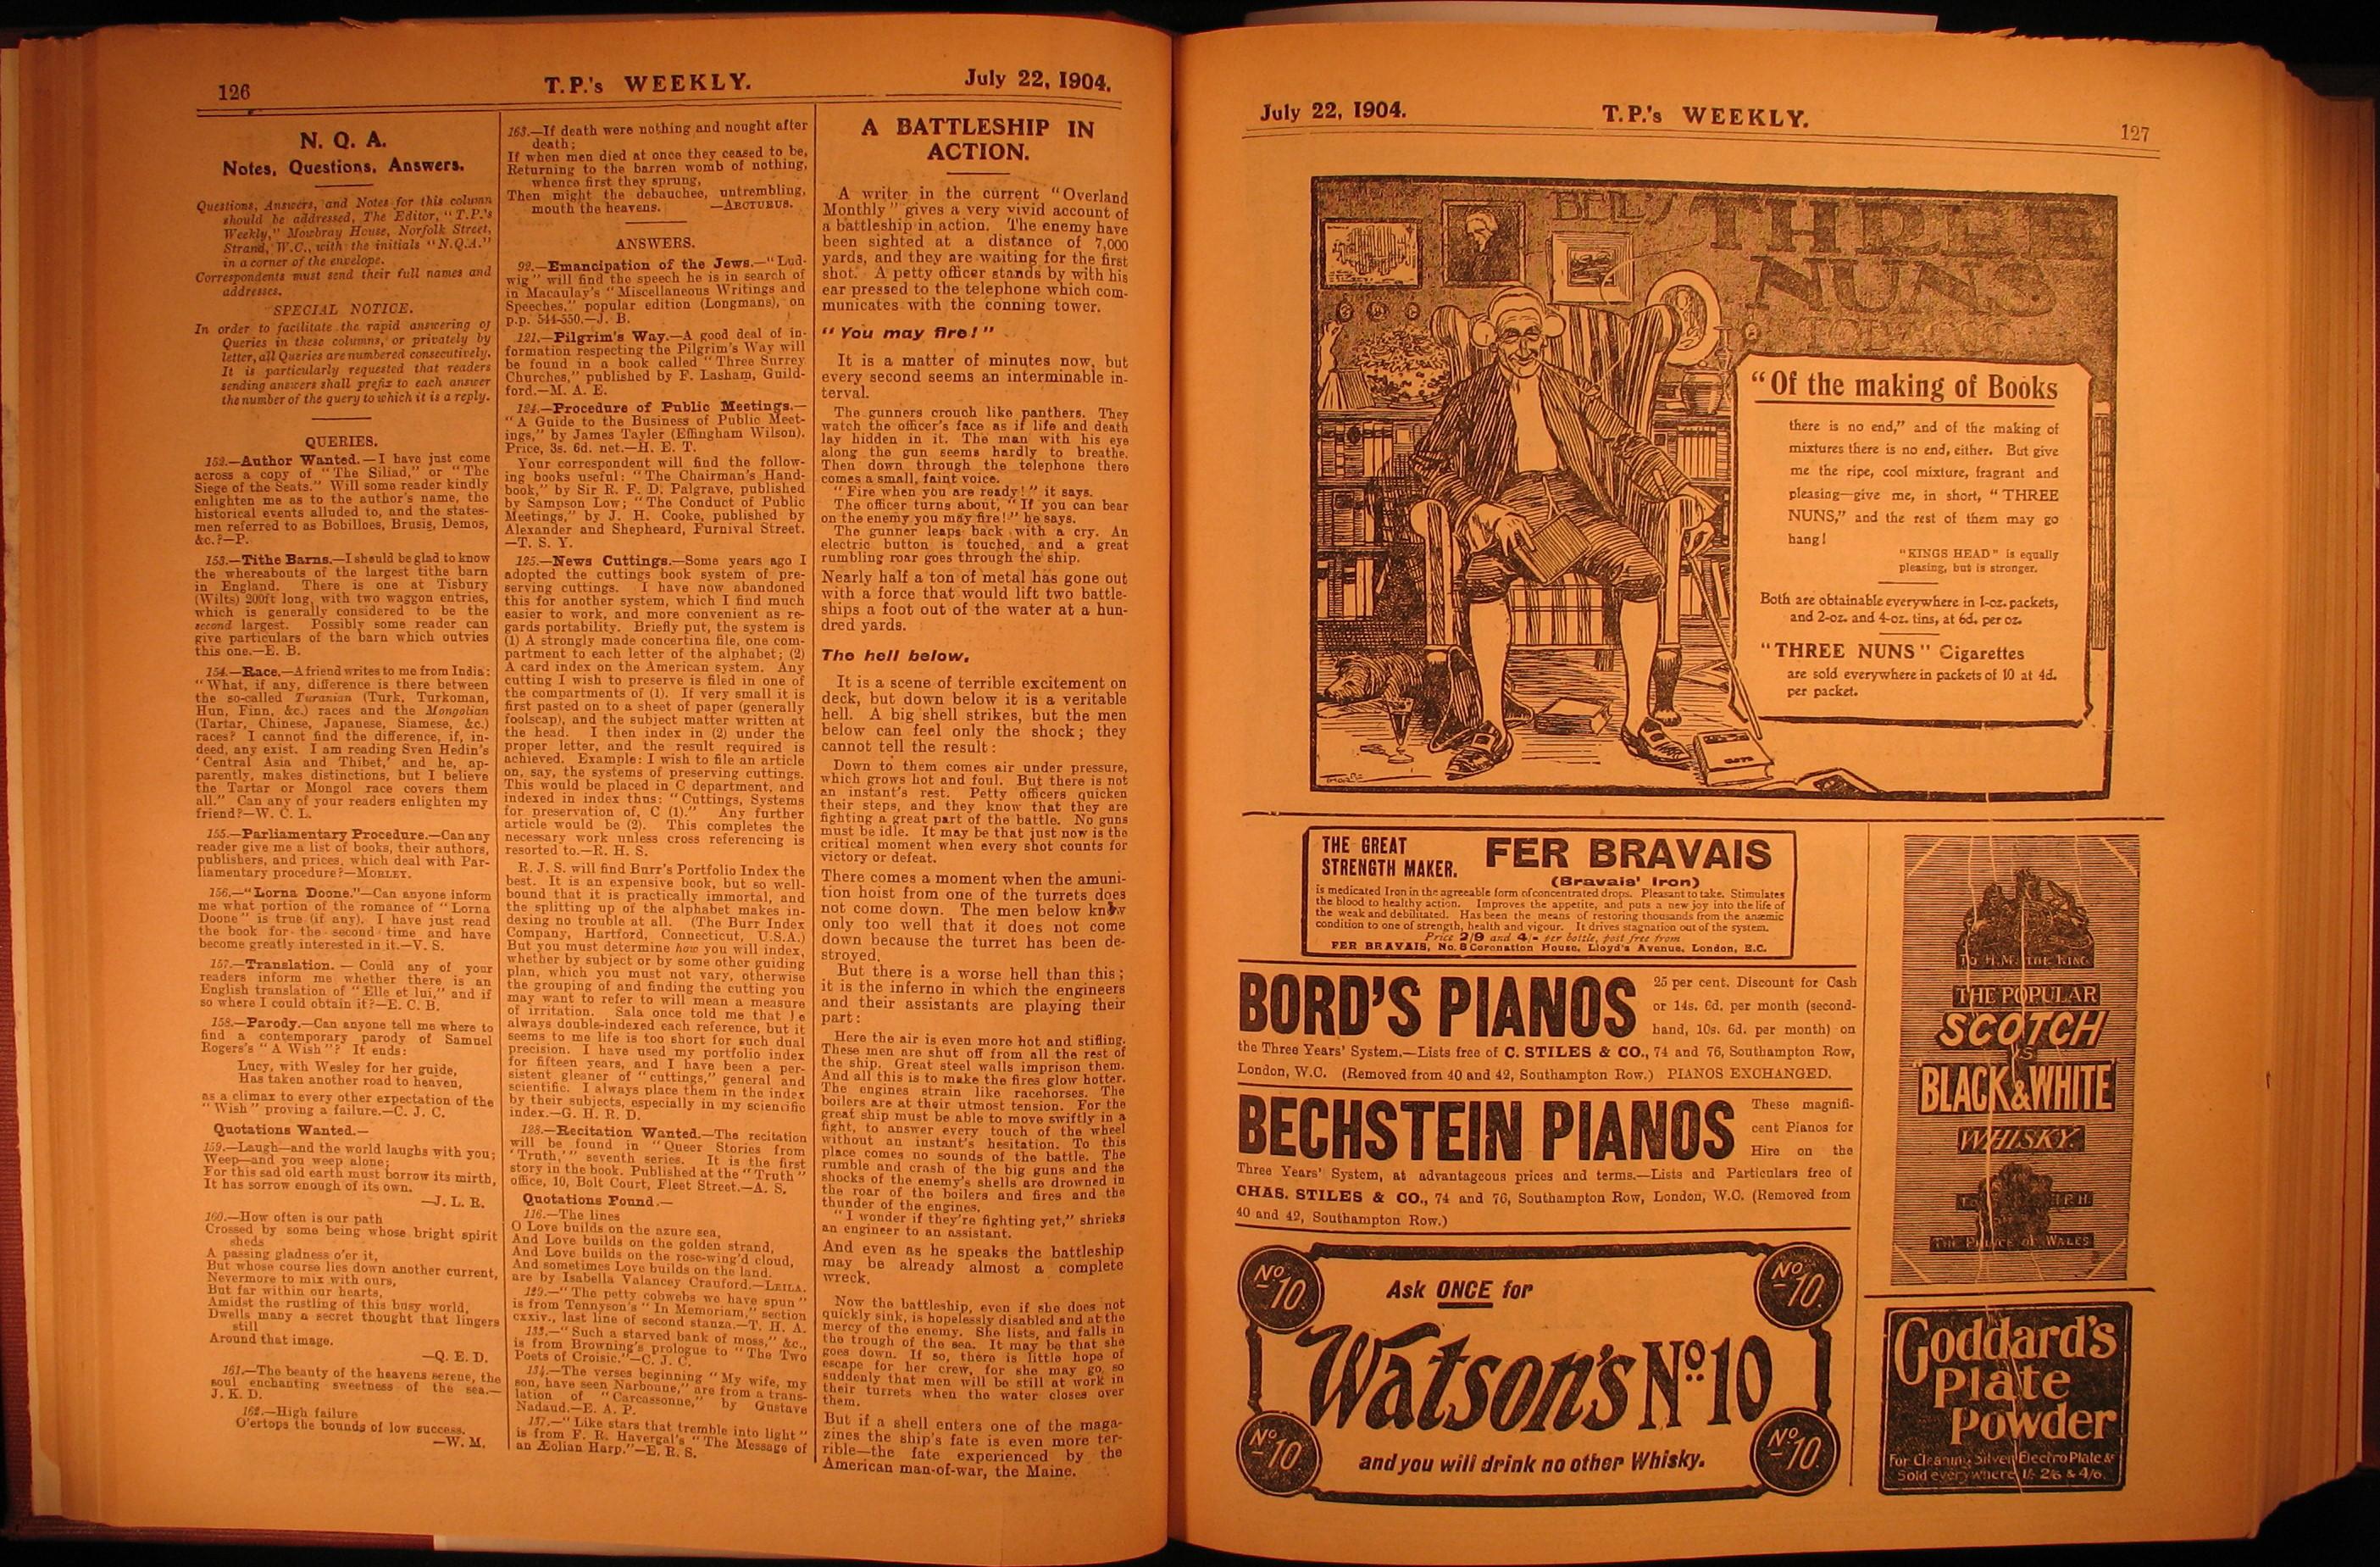 126
T.P.'s WEEKLY.
July 22, 1904.
N. Q. A.
Notes, Questions, Answers.
Questions, Answers, and Notes for this column
should be addressed, The Editor, "T.P.'s
Weekly," Mowbray House, Norfolk Street,
Strand, W.C., with the initials "N.Q.A."
in a corner of the envelope.
Correspondents must send their full names and
addresses.
SPECIAL NOTICE.
In order to facilitate the rapid answering of
Queries in these columns, or privately by
letter, all Queries are numbered consecutively.
It is particularly requested that readers
sending answers shall prefix to each answer
the number of the query to which it is a reply.
QUERIES.
152.—Author Wanted.—I have just come
across a copy of "The Siliad," or "The
Siege of the Seats." Will some reader kindly
enlighten me as to the author's name, the
historical events alluded to, and the states-
men referred to as Bobilloes, Brusis, Demos,
&c.?—P.
153.—Tithe Barns.—I should be glad to know
the whereabouts of the largest tithe barn
in England. There is one at Tisbury
(Wilts) 200ft long, with two waggon entries,
which is generally considered to be the
second largest. Possibly some reader can
give particulars of the barn which outvies
this one.—E. B.
154.—Race.—A friend writes to me from India:
"What, if any, difference is there between
the so-called Turanian (Turk, Turkoman,
Hun, Finn, &c.) races and the Mongolian
(Tartar, Chinese, Japanese, Siamese, &c.)
races? I cannot find the difference, if, in-
deed, any exist. I am reading Sven Hedin's
'Central Asia and Thibet,' and he, ap-
parently, makes distinctions, but I believe
the Tartar or Mongol race covers them
all." Can any of your readers enlighten my
friend?—W. C. L.
155.—Parliamentary Procedure.—Can any
reader give me a list of books, their authors,
publishers, and prices, which deal with Par-
liamentary procedure?—MORLEY.
156.—"Lorna Doone."—Can anyone inform
me what portion of the romance of "Lorna
Doone" is true (if any). I have just read
the book for the second time and have
become greatly interested in it.—V. S.
157.—Translation.—Could any of your
readers inform me whether there is an
English translation of "Elle et lui," and if
so where I could obtain it?—E. C. B.
158.—Parody.—Can anyone tell me where to
find a contemporary parody of Samuel
Rogers's "A Wish"? It ends:
Lucy, with Wesley for her guide,
Has taken another road to heaven,
as a climax to every other expectation of the
"Wish" proving a failure.—C. J. C.
Quotations Wanted.—
159.—Laugh—and the world laughs with you;
Weep—and you weep alone;
For this sad old earth must borrow its mirth,
It has sorrow enough of its own.
—J. L. R.
160.—How often is our path
Crossed by some being whose bright spirit
sheds
A passing gladness o'er it,
But whose course lies down another current,
Nevermore to mix with ours,
But far within our hearts,
Amidst the rustling of this busy world,
Dwells many a secret thought that lingers
still
Around that image.
—Q. E. D.
161.—The beauty of the heavens serene, the
soul enchanting sweetness of the sea.—
J. K. D.
162.—High failure
O'ertops the bounds of low success.
—W. M.
163.—If death were nothing and nought after
death;
If when men died at once they ceased to be,
Returning to the barren womb of nothing,
whence first they sprung,
Then might the debauchee, untrembling,
mouth the heavens. —ARCTURUS.
ANSWERS.
92.—Emancipation of the Jews.—"Lud-
wig" will find the speech he is in search of
in Macaulay's "Miscellaneous Writings and
Speeches," popular edition (Longmans), on
p.p. 544-550.—J. B.
121.—Pilgrim's Way.—A good deal of in-
formation respecting the Pilgrim's Way will
be found in a book called "Three Surrey
Churches," published by F. Lasham, Guild-
ford.—M. A. E.
124.—Procedure of Public Meetings.—
"A Guide to the Business of Public Meet-
ings," by James Tayler (Effingham Wilson).
Price, 3s. 6d. net.—H. E. T.
Your correspondent will find the follow-
ing books useful: "The Chairman's Hand-
book," by Sir R. F. D. Palgrave, published
by Sampson Low; "The Conduct of Public
Meetings," by J. H. Cooke, published by
Alexander and Shepheard, Furnival Street.
—T. S. Y.
125.—News Cuttings.—Some years ago I
adopted the cuttings book system of pre-
serving cuttings. I have now abandoned
this for another system, which I find much
easier to work, and more convenient as re-
gards portability. Briefly put, the system is
(1) A strongly made concertina file, one com-
partment to each letter of the alphabet; (2)
A card index on the American system. Any
cutting I wish to preserve is filed in one of
the compartments of (1). If very small it is
first pasted on to a sheet of paper (generally
foolscap), and the subject matter written at
the head. I then index in (2) under the
proper letter, and the result required is
achieved. Example: I wish to file an article
on, say, the systems of preserving cuttings.
This would be placed in C department, and
indexed in index thus: "Cuttings, Systems
for preservation of, C (1)." Any further
article would be (2). This completes the
necessary work unless cross referencing is
resorted to.—R. H. S.
R. J. S. will find Burr's Portfolio Index the
best. It is an expensive book, but so well-
bound that it is practically immortal, and
the splitting up of the alphabet makes in-
dexing no trouble at all. (The Burr Index
Company, Hartford, Connecticut, U.S.A.)
But you must determine how you will index,
whether by subject or by some other guiding
plan, which you must not vary, otherwise
the grouping of and finding the cutting you
may want to refer to will mean a measure
of irritation. Sala once told me that he
always double-indexed each reference, but it
seems to me life is too short for such dual
precision. I have used my portfolio index
for fifteen years, and I have been a per-
sistent gleaner of "cuttings," general and
scientific. I always place them in the index
by their subjects, especially in my scientific
index.—G. H. R. D.
128.—Recitation Wanted.—The recitation
will be found in "Queer Stories from
'Truth,'" seventh series. It is the first
story in the book. Published at the "Truth"
office, 10, Bolt Court, Fleet Street.—A. S.
Quotations Found.—
116.—The lines
O Love builds on the azure sea,
And Love builds on the golden strand,
And Love builds on the rose-wing'd cloud,
And sometimes Love builds on the land.
are by Isabella Valancey Crauford.—LEILA.
129.—"The petty cobwebs we have spun"
is from Tennyson's "In Memoriam," section
cxxiv., last line of second stanza.—T. H. A.
133.—"Such a starved bank of moss," &c.,
is from Browning's prologue to "The Two
Poets of Croisic."—C. J. C.
134.—The verses beginning "My wife, my
son, have seen Narbonne," are from a trans-
lation of "Carcassonne," by Gustave
Nadaud.—E. A. P.
137.—"Like stars that tremble into light"
is from F. R. Havergal's "The Message of
an Æolian Harp."—E. R. S.
A BATTLESHIP IN
ACTION.
A writer in the current "Overland
Monthly" gives a very vivid account of
a battleship in action. The enemy have
been sighted at a distance of 7,000
yards, and they are waiting for the first
shot. A petty officer stands by with his
ear pressed to the telephone which com-
municates with the conning tower.
"You may fire!"
It is a matter of minutes now, but
every second seems an interminable in-
terval.
The gunners crouch like panthers. They
watch the officer's face as if life and death
lay hidden in it. The man with his eye
along the gun seems hardly to breathe.
Then down through the telephone there
comes a small, faint voice.
"Fire when you are ready!" it says.
The officer turns about, "If you can bear
on the enemy you may fire!" he says.
The gunner leaps back with a cry. An
electric button is touched, and a great
rumbling roar goes through the ship.
Nearly half a ton of metal has gone out
with a force that would lift two battle-
ships a foot out of the water at a hun-
dred yards.
The hell below.
It is a scene of terrible excitement on
deck, but down below it is a veritable
hell. A big shell strikes, but the men
below can feel only the shock; they
cannot tell the result:
Down to them comes air under pressure,
which grows hot and foul. But there is not
an instant's rest. Petty officers quicken
their steps, and they know that they are
fighting a great part of the battle. No guns
must be idle. It may be that just now is the
critical moment when every shot counts for
victory or defeat.
There comes a moment when the amuni-
tion hoist from one of the turrets does
not come down. The men below know
only too well that it does not come
down because the turret has been de-
stroyed.
But there is a worse hell than this;
it is the inferno in which the engineers
and their assistants are playing their
part:
Here the air is even more hot and stifling.
These men are shut off from all the rest of
the ship. Great steel walls imprison them.
And all this is to make the fires glow hotter.
The engines strain like racehorses. The
boilers are at their utmost tension. For the
great ship must be able to move swiftly in a
fight, to answer every touch of the wheel
without an instant's hesitation. To this
place comes no sounds of the battle. The
rumble and crash of the big guns and the
shocks of the enemy's shells are drowned in
the roar of the boilers and fires and the
thunder of the engines.
"I wonder if they're fighting yet," shrieks
an engineer to an assistant.
And even as he speaks the battleship
may be already almost a complete
wreck.
Now the battleship, even if she does not
quickly sink, is hopelessly disabled and at the
mercy of the enemy. She lists, and falls in
the trough of the sea. It may be that she
goes down. If so, there is little hope of
escape for her crew, for she may go so
suddenly that men will be still at work in
their turrets when the water closes over
them.
But if a shell enters one of the maga-
zines the ship's fate is even more ter-
rible—the fate experienced by the
American man-of-war, the Maine.
July 22, 1904.
T.P.'s WEEKLY.
127
BELL'S THREE
NUNS
TOBACCO
"Of the making of Books
there is no end," and of the making of
mixtures there is no end, either. But give
me the ripe, cool mixture, fragrant and
pleasing—give me, in short, "THREE
NUNS," and the rest of them may go
hang!
"KINGS HEAD" is equally
pleasing, but is stronger.
Both are obtainable everywhere in 1-oz. packets,
and 2-oz. and 4-oz. tins, at 6d. per oz.
"THREE NUNS" Cigarettes
are sold everywhere in packets of 10 at 4d.
per packet.
THE GREAT
STRENGTH MAKER.
FER BRAVAIS
(Bravais' Iron)
is medicated Iron in the agreeable form of concentrated drops. Pleasant to take. Stimulates
the blood to healthy action. Improves the appetite, and puts a new joy into the life of
the weak and debilitated. Has been the means of restoring thousands from the anæmic
condition to one of strength, health and vigour. It drives stagnation out of the system.
Price 2/9 and 4/- per bottle, post free from
FER BRAVAIS, No. 8 Coronation House, Lloyd's Avenue, London, E.C.
BORD'S PIANOS
25 per cent. Discount for Cash
or 14s. 6d. per month (second-
hand, 10s. 6d. per month) on
the Three Years' System.—Lists free of C. STILES & CO., 74 and 76, Southampton Row,
London, W.C. (Removed from 40 and 42, Southampton Row.) PIANOS EXCHANGED.
BECHSTEIN PIANOS
These magnifi-
cent Pianos for
Hire on the
Three Years' System, at advantageous prices and terms.—Lists and Particulars free of
CHAS. STILES & CO., 74 and 76, Southampton Row, London, W.C. (Removed from
40 and 42, Southampton Row.)
No 10
No 10
Ask ONCE for
Watson's No. 10
and you will drink no other Whisky.
No 10
No 10
TO H.M. THE KING
THE POPULAR
SCOTCH
IS
"BLACK & WHITE"
WHISKY.
THE PRINCE OF WALES
Goddard's
Plate
Powder
For Cleaning Silver Electro Plate &c
Sold everywhere 1/- 2/6 & 4/6.